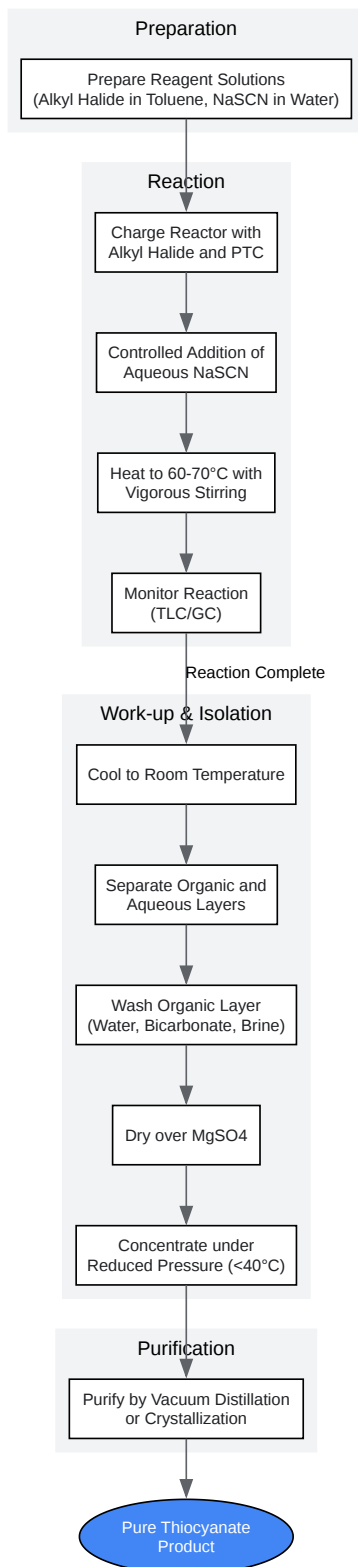 Preparation
Prepare Reagent Solutions
(Alkyl Halide in Toluene, NaSCN in Water)
Reaction
Charge Reactor with
Alkyl Halide and PTC
Controlled Addition of
Aqueous NaSCN
Heat to 60-70°C with
Vigorous Stirring
Monitor Reaction
(TLC/GC)
Reaction Complete
Work-up & Isolation
Cool to Room Temperature
Separate Organic and
Aqueous Layers
Wash Organic Layer
(Water, Bicarbonate, Brine)
Dry over MgSO4
Concentrate under
Reduced Pressure (<40°C)
Purification
Purify by Vacuum Distillation
or Crystallization
Pure Thiocyanate
Product